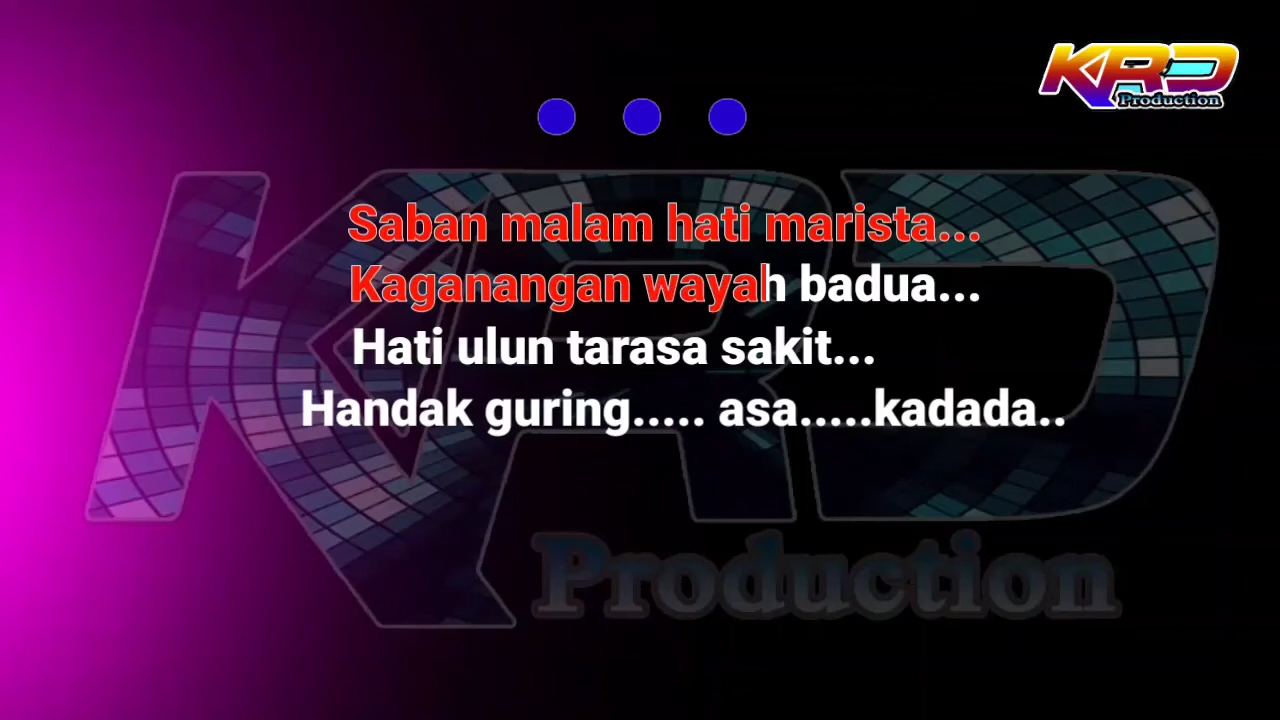 KRD
Production
Saban malam hati marista...
Kaganangan wayah badua...
Hati ulun tarasa sakit...
Handak guring..... asa.....kadada..
KRD
Production